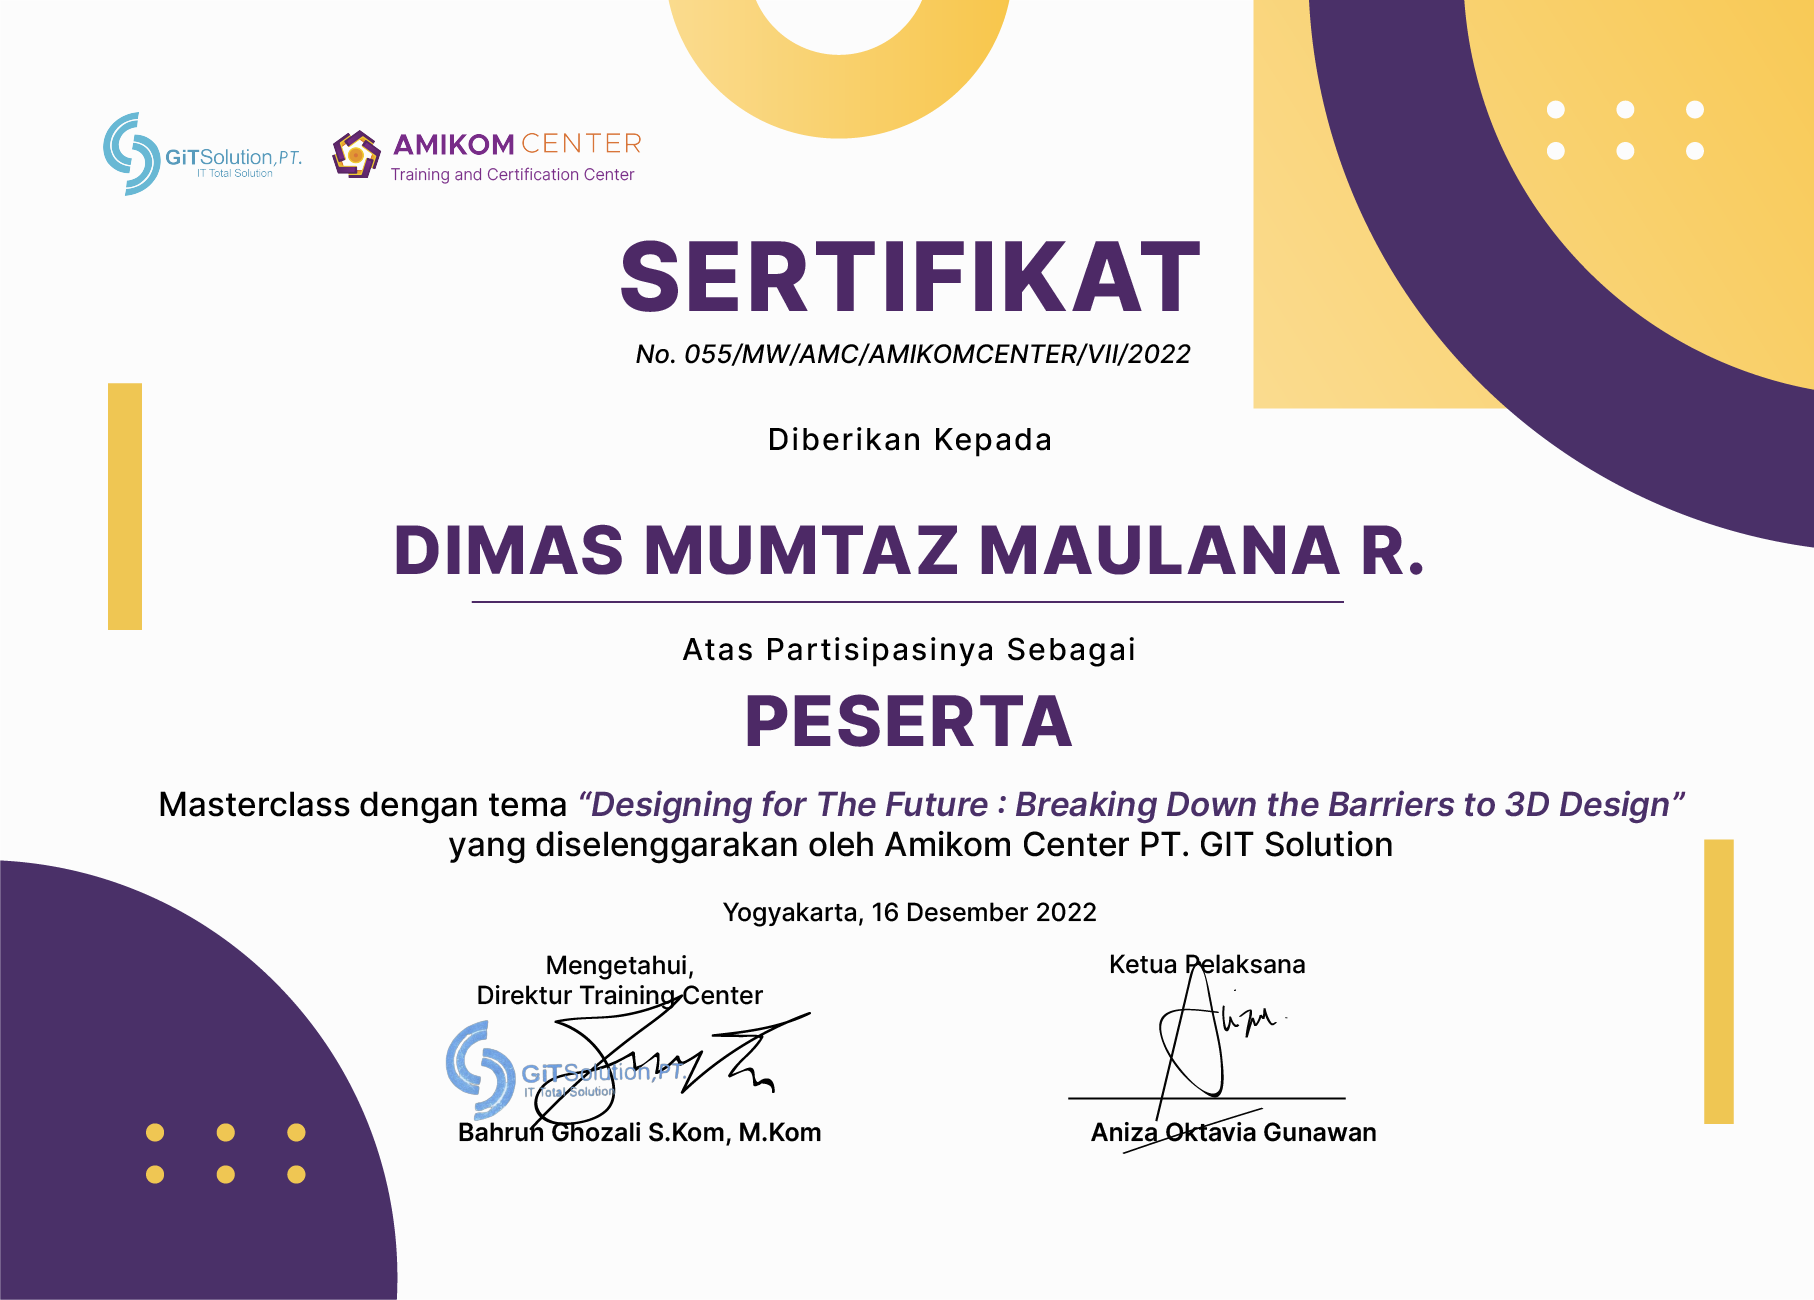 GiTSolution,PT.
IT Total Solution
AMIKOM CENTER
Training and Certification Center
SERTIFIKAT
No. 055/MW/AMC/AMIKOMCENTER/VII/2022
Diberikan Kepada
DIMAS MUMTAZ MAULANA R.
Atas Partisipasinya Sebagai
PESERTA
Masterclass dengan tema “Designing for The Future : Breaking Down the Barriers to 3D Design”
yang diselenggarakan oleh Amikom Center PT. GIT Solution
Yogyakarta, 16 Desember 2022
Mengetahui,
Direktur Training Center
GiTSolution,PT.
IT Total Solution
Bahrun Ghozali S.Kom, M.Kom
Ketua Pelaksana
Aniza Oktavia Gunawan